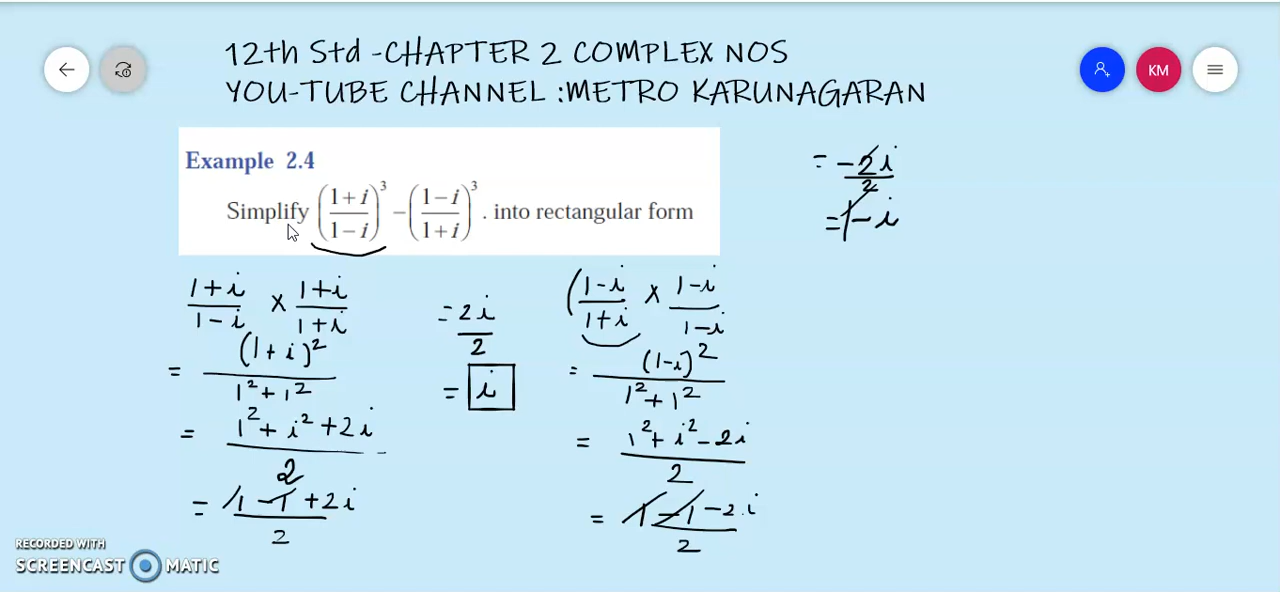 12th Std -CHAPTER 2 COMPLEX NOS
YOU-TUBE CHANNEL :METRO KARUNAGARAN
KM
Example 2.4
Simplify ((1+i)/(1−i))³ − ((1−i)/(1+i))³ . into rectangular form
(1+i)/(1−i) × (1+i)/(1+i)
= (1+i)²/(1²+1²)
= (1²+i²+2i)/2
= (1−1+2i)/2
= 2i/2
= i
((1−i)/(1+i) × (1−i)/(1−i)
= (1−i)²/(1²+1²)
= (1²+i²−2i)/2
= (1−1−2i)/2
= −2i/2
= 1−i
RECORDED WITH
SCREENCAST MATIC